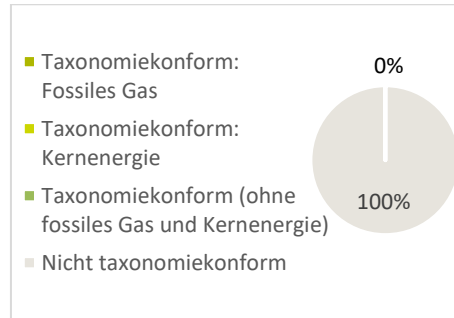 Taxonomiekonform:
Fossiles Gas
Taxonomiekonform:
Kernenergie
Taxonomiekonform (ohne
fossiles Gas und Kernenergie)
Nicht taxonomiekonform
0%
100%